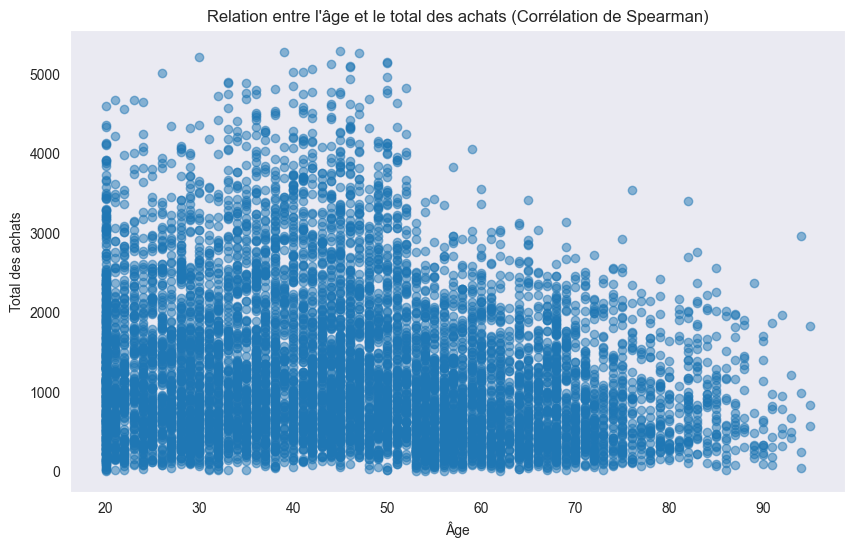 Relation entre l'âge et le total des achats (Corrélation de Spearman)
Total des achats
5000
4000
3000
2000
1000
0
20 30 40 50 60 70 80 90
Âge